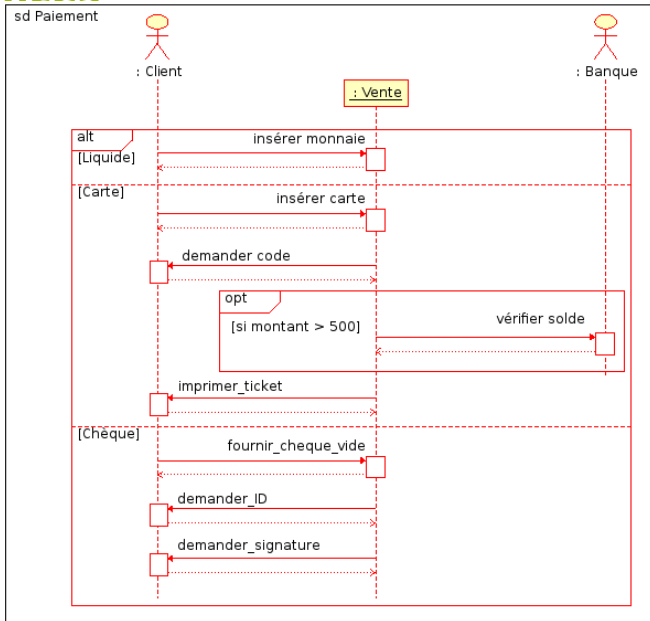 sd Paiement
: Client
: Banque
: Vente
alt
insérer monnaie
[Liquide]
[Carte]
insérer carte
demander code
opt
vérifier solde
[si montant > 500]
imprimer_ticket
[Chèque]
fournir_cheque_vide
demander_ID
demander_signature